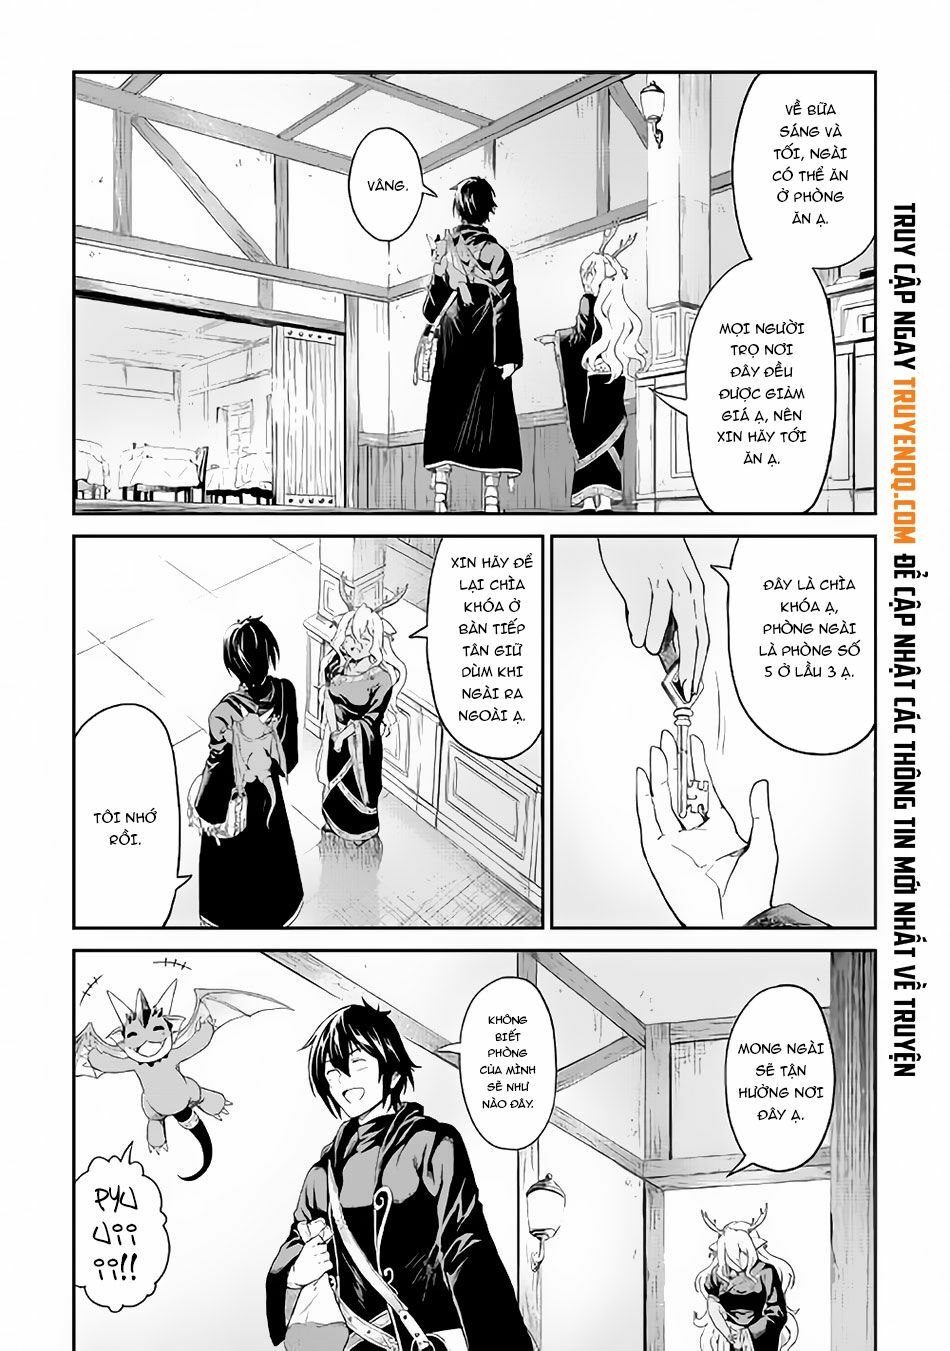 VỀ BỮA
SÁNG VÀ
TỐI, NGÀI
CÓ THỂ ĂN
Ở PHÒNG
ĂN Ạ.
MỌI NGƯỜI
TRỌ NƠI
ĐÂY ĐỀU
ĐƯỢC GIẢM
GIÁ Ạ, NÊN
XIN HÃY TỚI
ĂN Ạ.
VÂNG.
ĐÂY LÀ CHÌA
KHÓA Ạ,
PHÒNG NGÀI
LÀ PHÒNG SỐ
5 Ở LẦU 3 Ạ.
XIN HÃY ĐỂ
LẠI CHÌA
KHÓA Ở
BÀN TIẾP
TÂN GIỮ
DÙM KHI
NGÀI RA
NGOÀI Ạ.
TÔI NHỚ
RỒI.
MONG NGÀI
SẼ TẬN
HƯỞNG NƠI
ĐÂY Ạ.
KHÔNG
BIẾT
PHÒNG
CỦA MÌNH
SẼ NHƯ
NÀO ĐÂY.
PYU
Uii
ii!!
TRUY CẬP NGAY TRUYENQQ.COM ĐỂ CẬP NHẬT CÁC THÔNG TIN MỚI NHẤT VỀ TRUYỆN